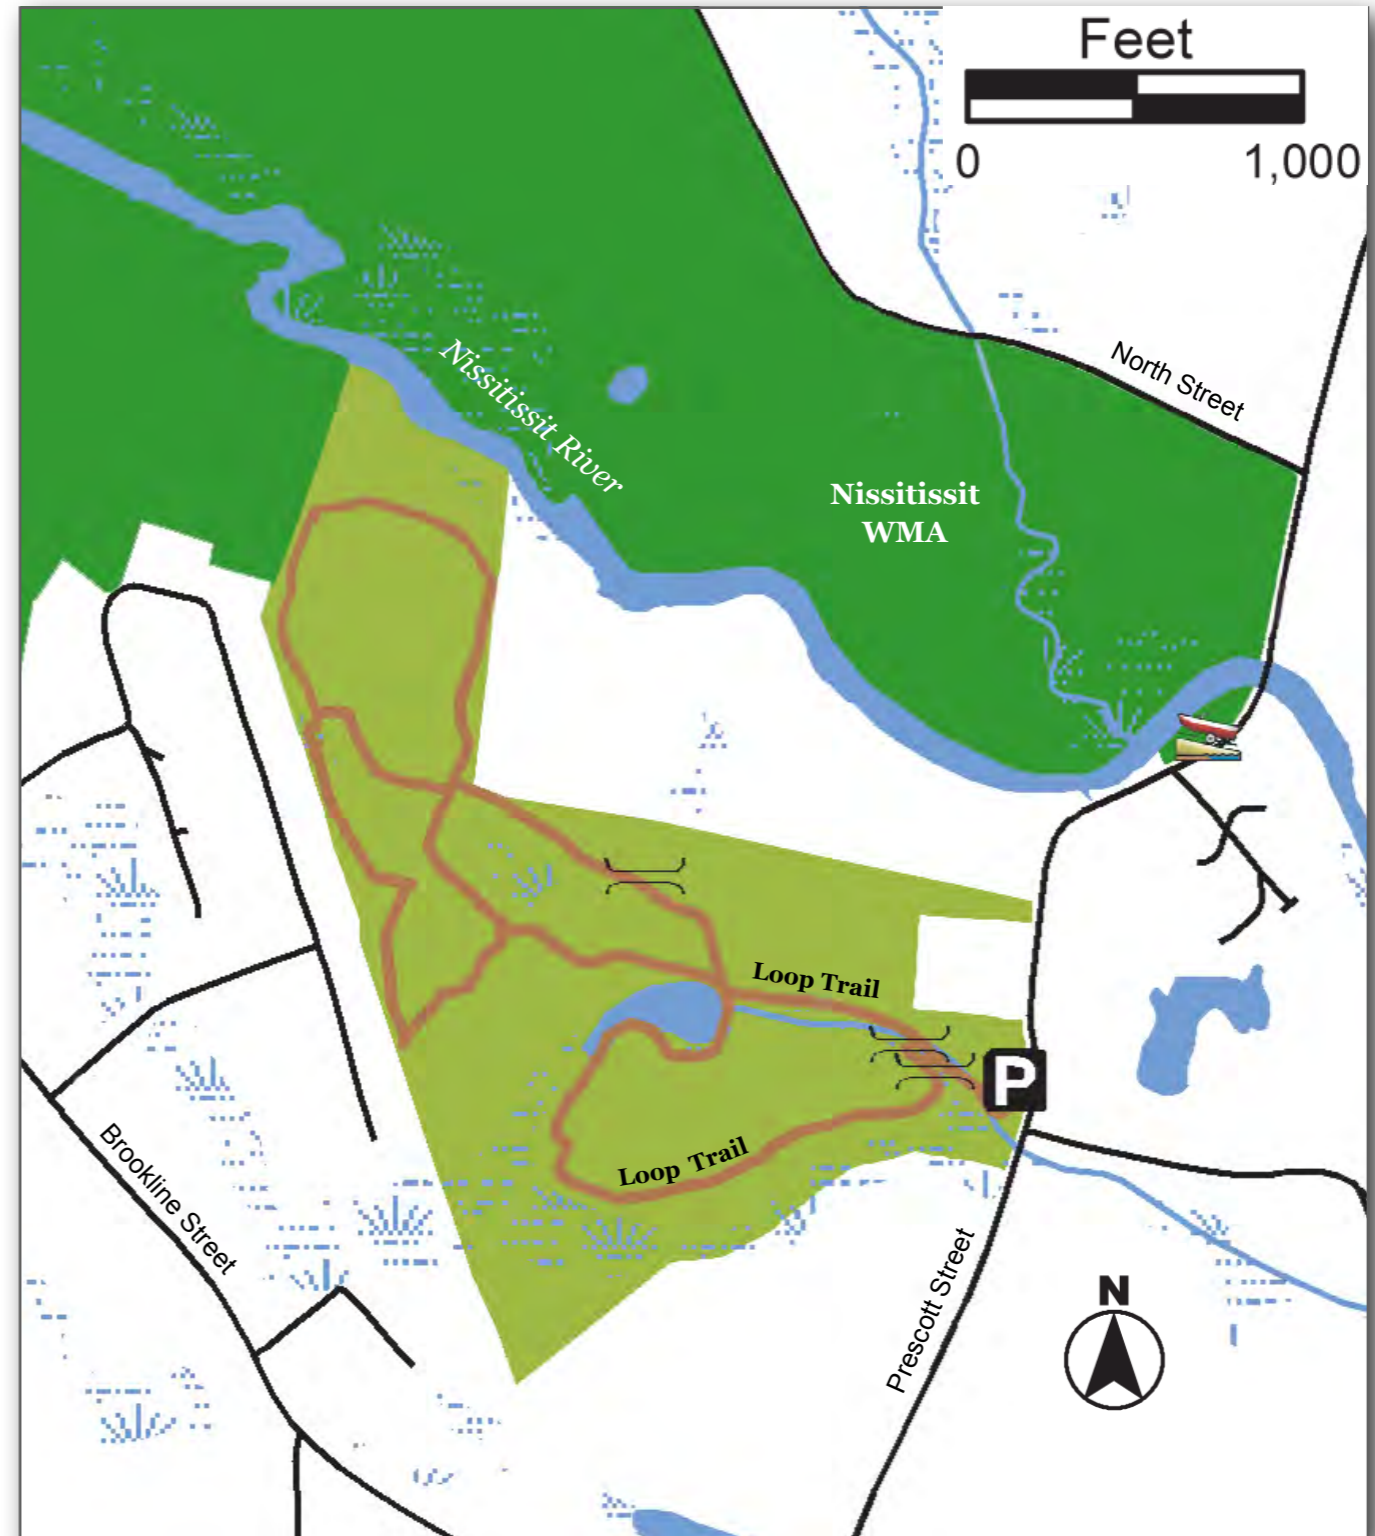 Feet
0 1,000
North Street
Nissitissit River
Nissitissit
WMA
Loop Trail
P
Loop Trail
Brookline Street
Prescott Street
N